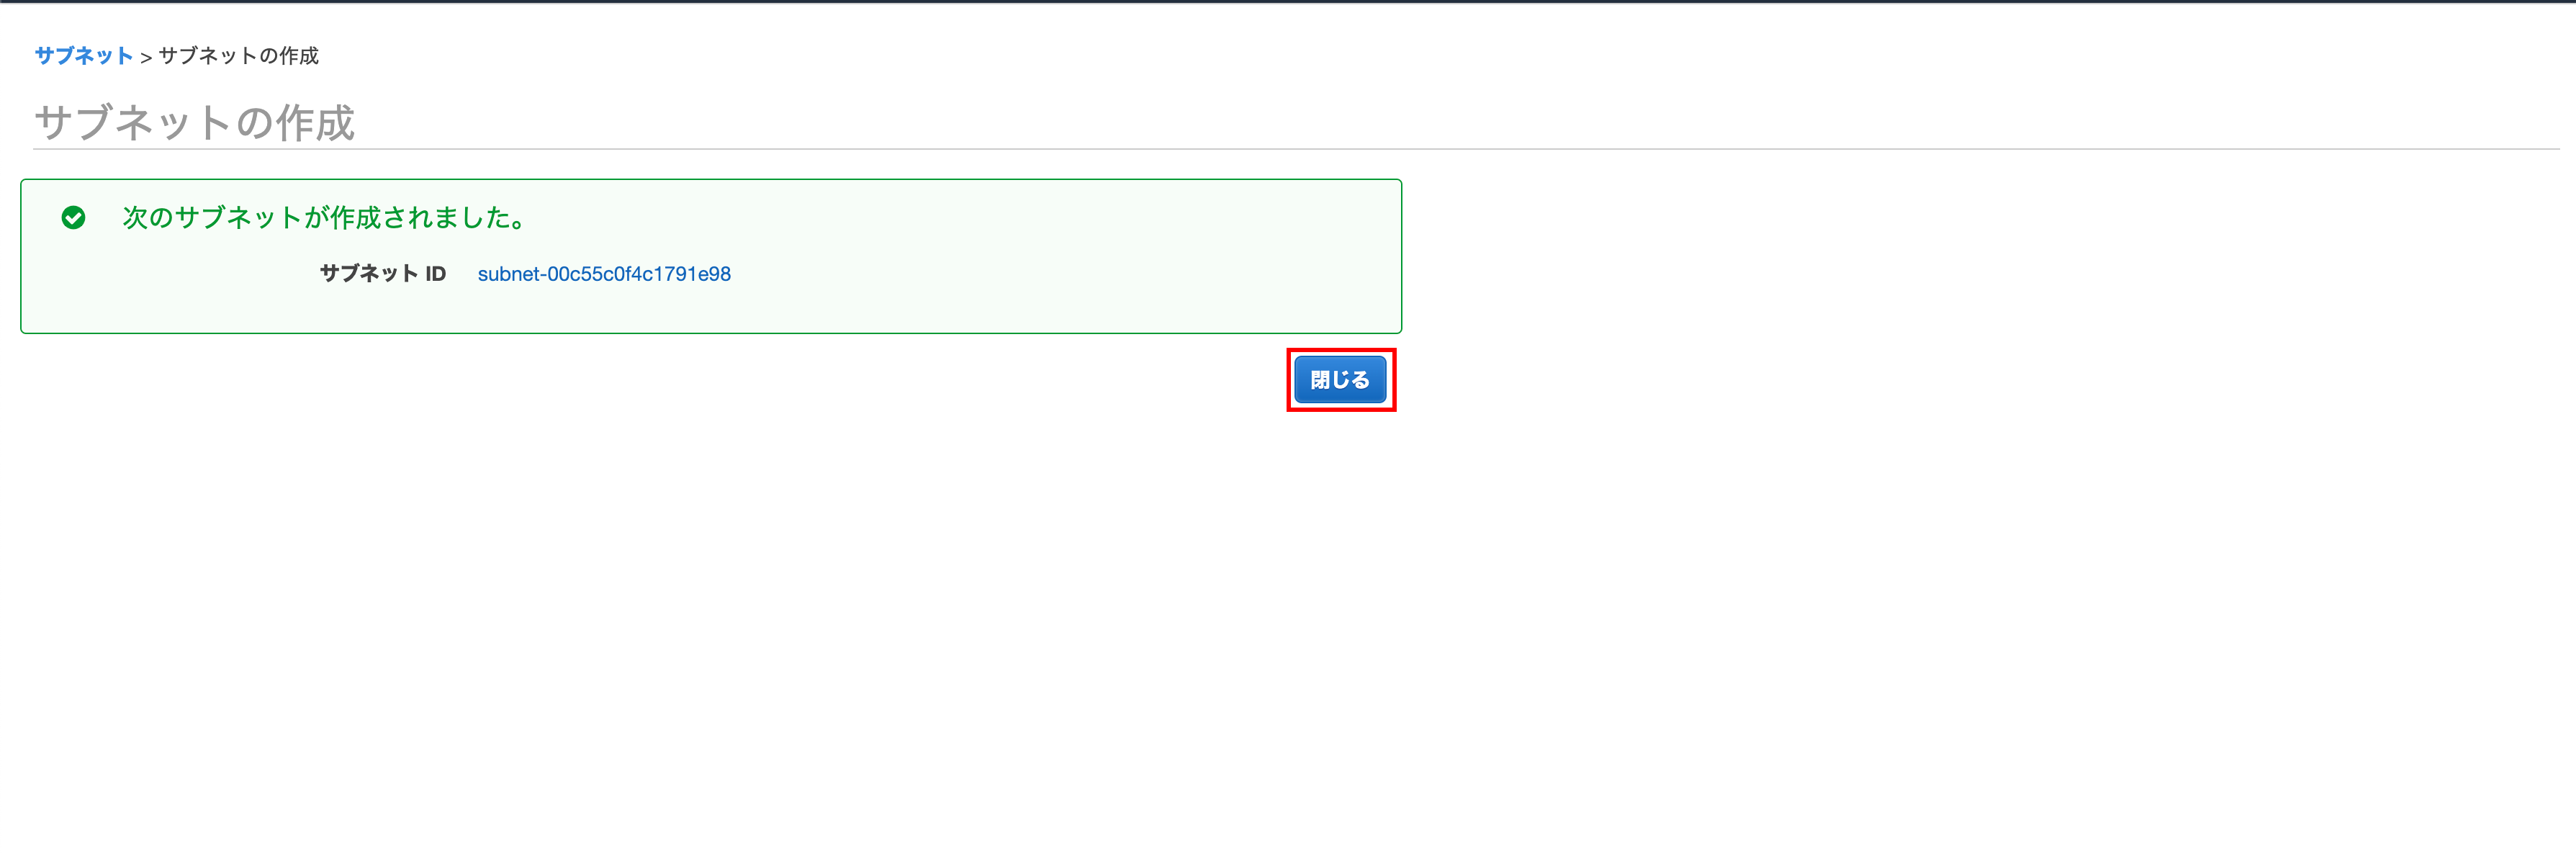 サブネット > サブネットの作成
サブネットの作成
次のサブネットが作成されました。
サブネット ID subnet-00c55c0f4c1791e98
閉じる